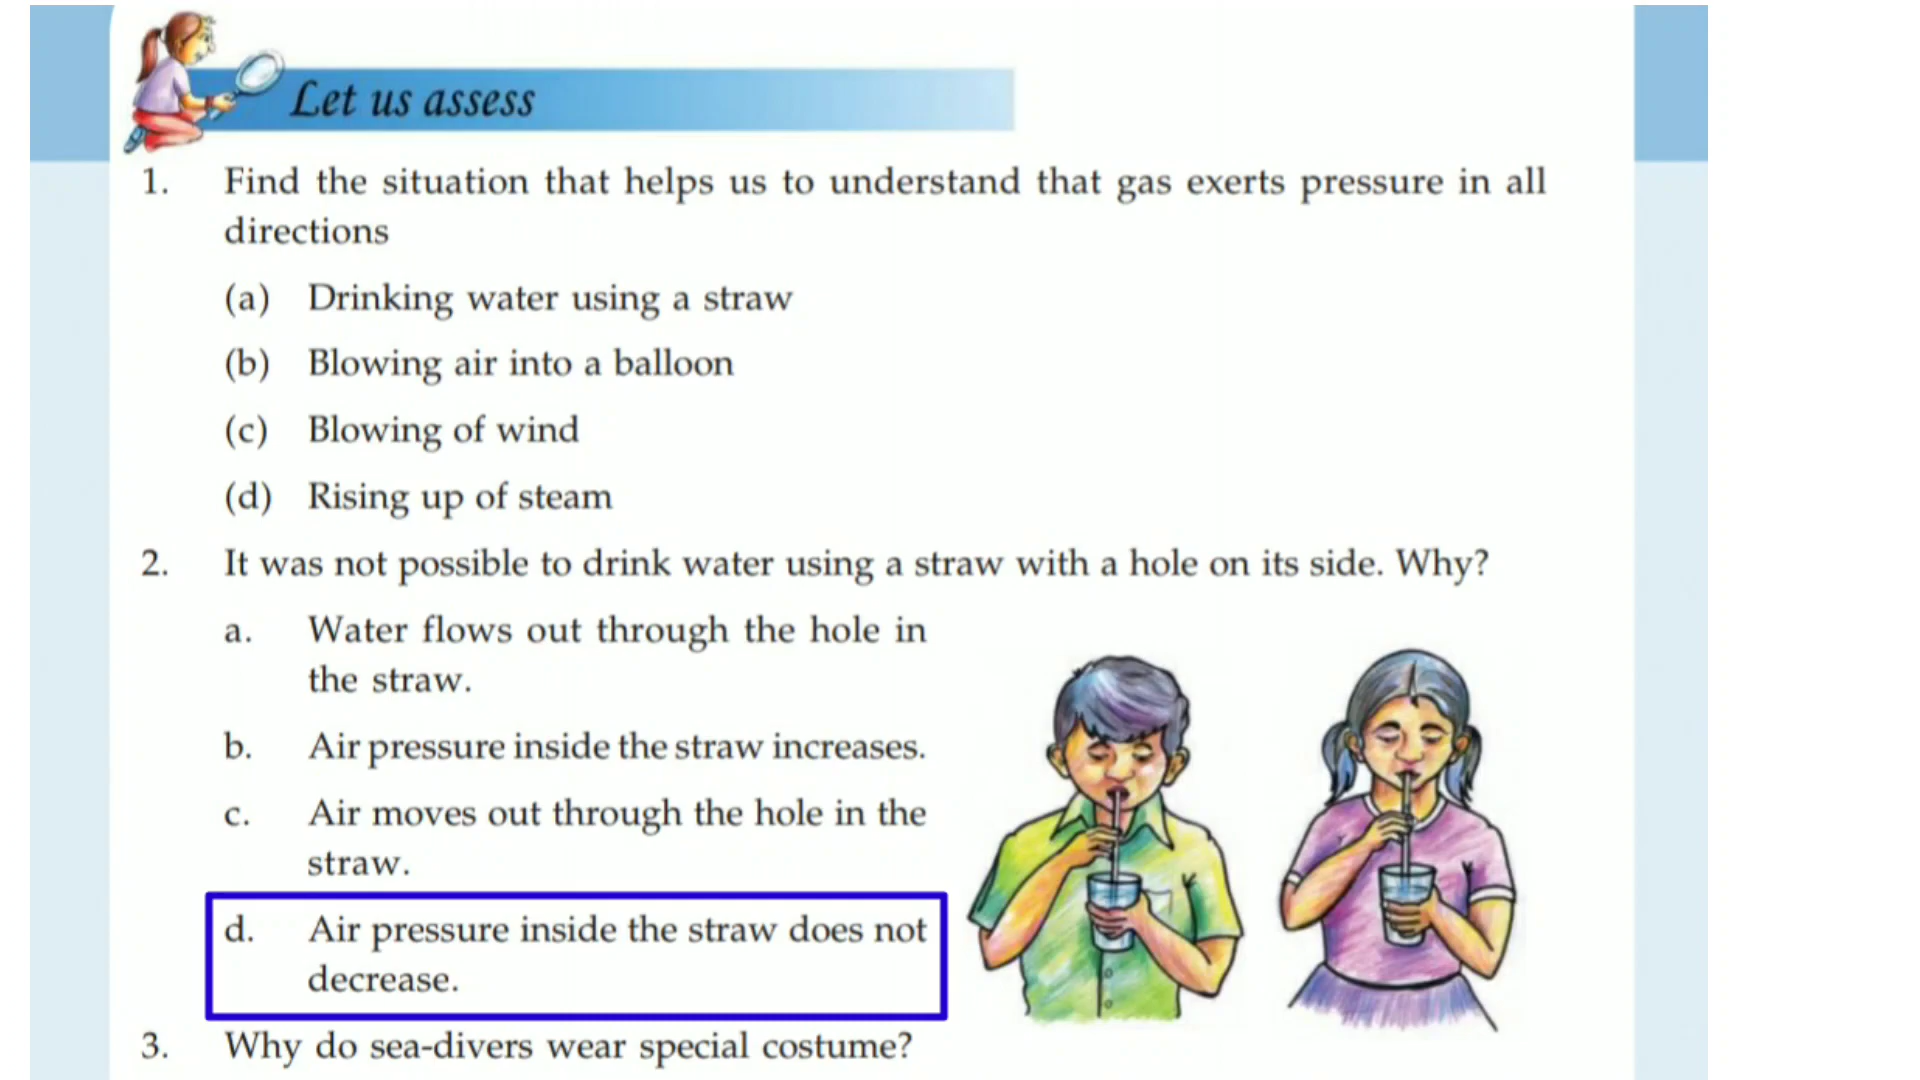 Let us assess
1. Find the situation that helps us to understand that gas exerts pressure in all
directions
(a) Drinking water using a straw
(b) Blowing air into a balloon
(c) Blowing of wind
(d) Rising up of steam
2. It was not possible to drink water using a straw with a hole on its side. Why?
a. Water flows out through the hole in
the straw.
b. Air pressure inside the straw increases.
c. Air moves out through the hole in the
straw.
d. Air pressure inside the straw does not
decrease.
3. Why do sea-divers wear special costume?